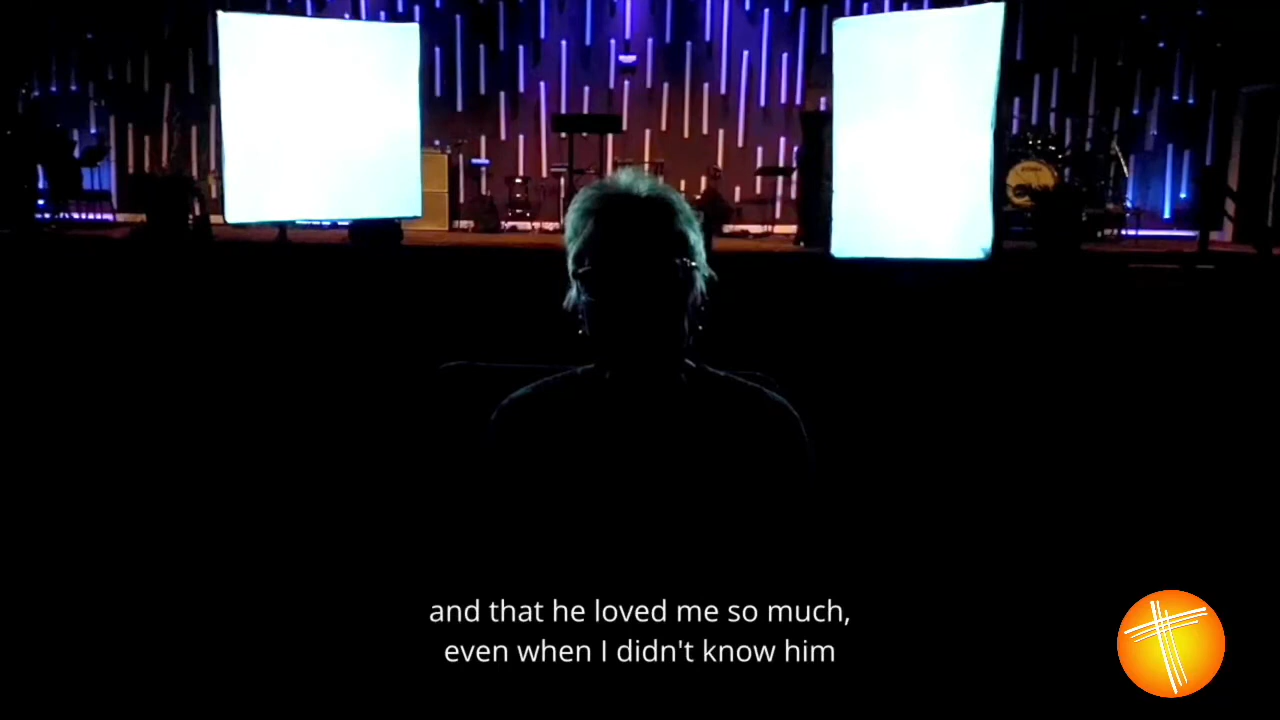 and that he loved me so much,
even when I didn't know him